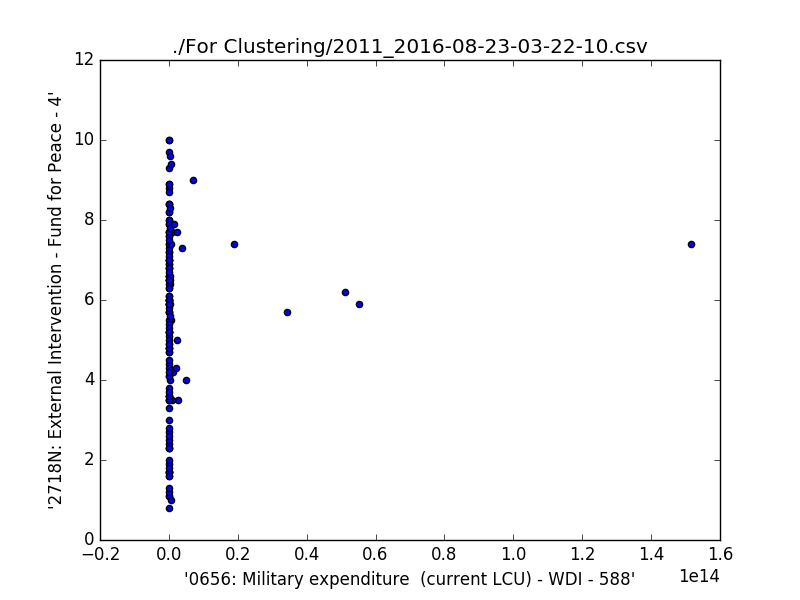 ./For Clustering/2011_2016-08-23-03-22-10.csv
12
10
8
6
4
2
0
'2718N: External Intervention - Fund for Peace - 4'
−0.2 0.0 0.2 0.4 0.6 0.8 1.0 1.2 1.4 1.6
1e14
'0656: Military expenditure  (current LCU) - WDI - 588'